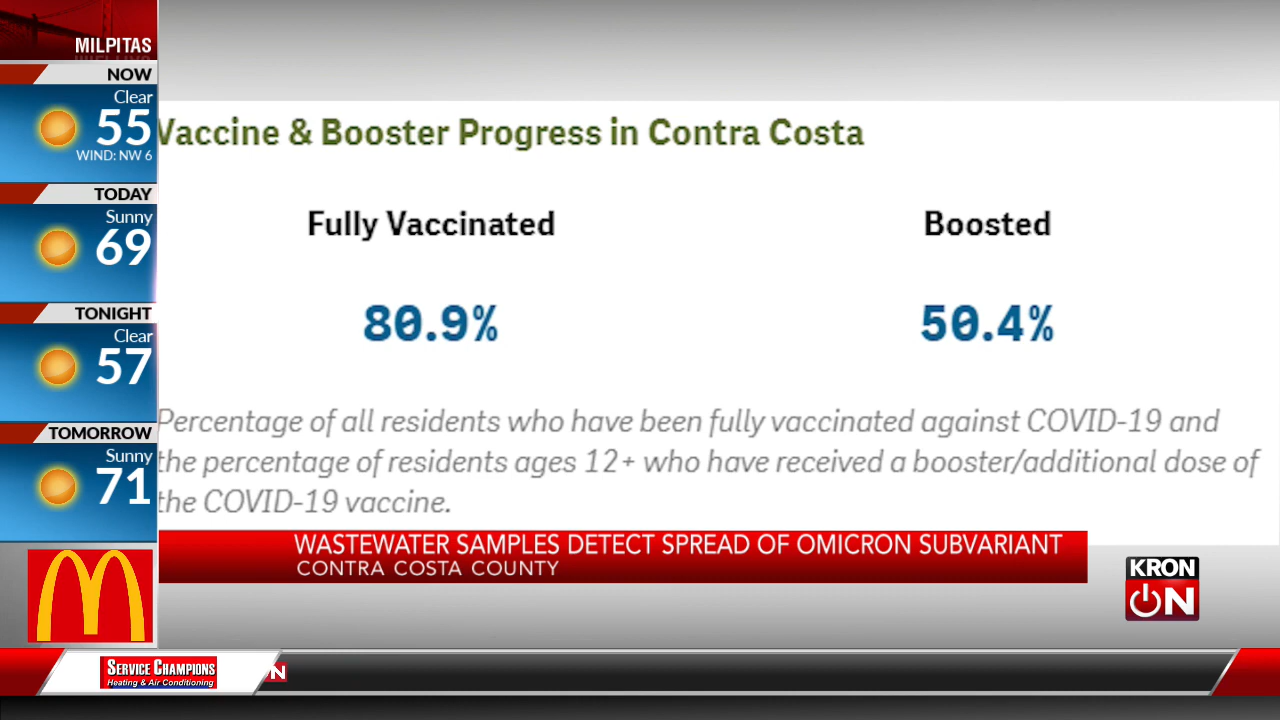 MILPITAS
NOW
Clear
55
WIND: NW 6
TODAY
Sunny
69
TONIGHT
Clear
57
TOMORROW
Sunny
71
Vaccine & Booster Progress in Contra Costa
Fully Vaccinated
Boosted
80.9%
50.4%
Percentage of all residents who have been fully vaccinated against COVID-19 and
the percentage of residents ages 12+ who have received a booster/additional dose of
the COVID-19 vaccine.
WASTEWATER SAMPLES DETECT SPREAD OF OMICRON SUBVARIANT
CONTRA COSTA COUNTY
KRON
ON
SERVICE CHAMPIONS
Heating & Air Conditioning
N